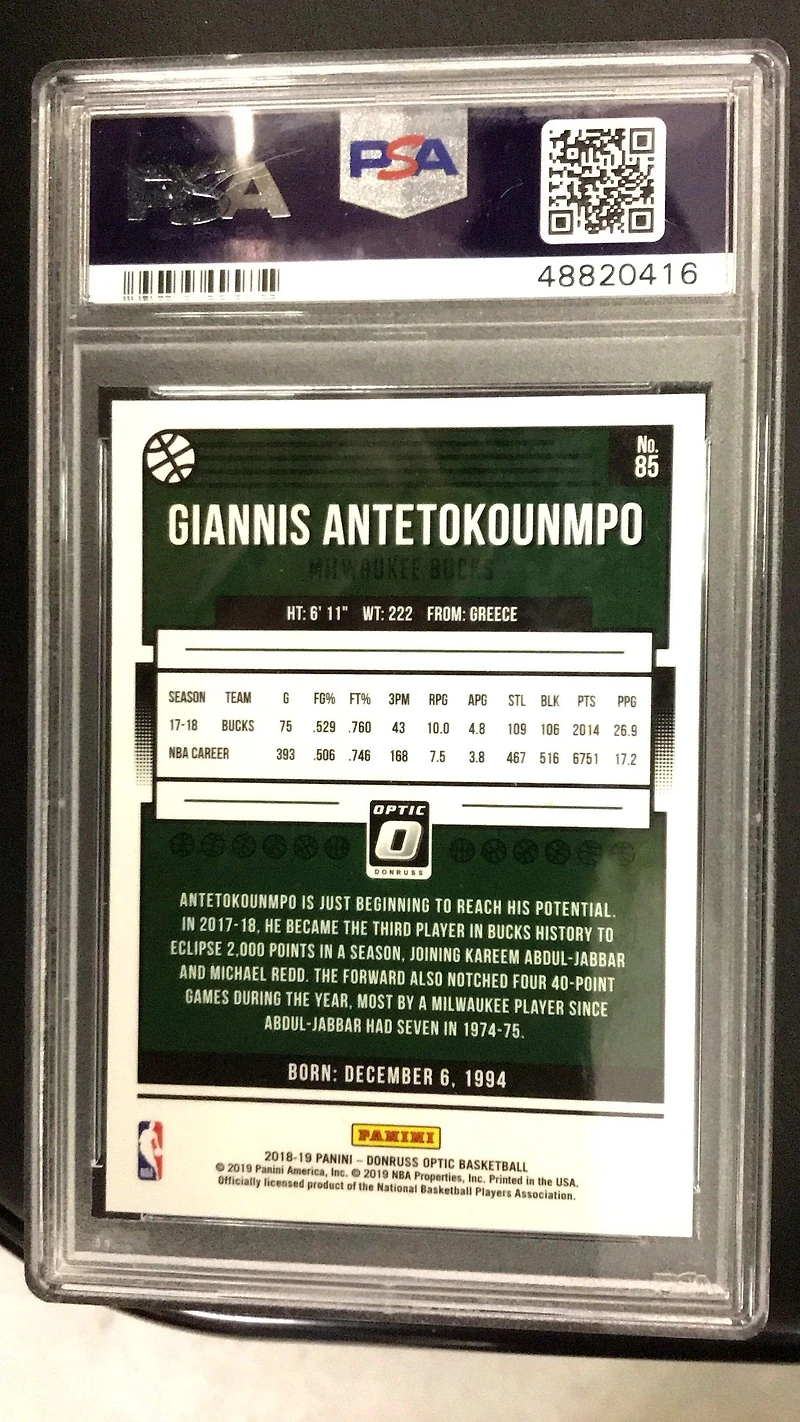 PSA PSA
48820416
No.
85
GIANNIS ANTETOKOUNMPO
MILWAUKEE BUCKS
HT: 6' 11" WT: 222 FROM: GREECE
SEASON TEAM G FG% FT% 3PM RPG APG STL BLK PTS PPG
17-18 BUCKS 75 .529 .760 43 10.0 4.8 109 106 2014 26.9
NBA CAREER 393 .506 .746 168 7.5 3.8 467 516 6751 17.2
OPTIC
O
DONRUSS
ANTETOKOUNMPO IS JUST BEGINNING TO REACH HIS POTENTIAL.
IN 2017-18, HE BECAME THE THIRD PLAYER IN BUCKS HISTORY TO
ECLIPSE 2,000 POINTS IN A SEASON, JOINING KAREEM ABDUL-JABBAR
AND MICHAEL REDD. THE FORWARD ALSO NOTCHED FOUR 40-POINT
GAMES DURING THE YEAR, MOST BY A MILWAUKEE PLAYER SINCE
ABDUL-JABBAR HAD SEVEN IN 1974-75.
BORN: DECEMBER 6, 1994
NBA
PANINI
2018-19 PANINI – DONRUSS OPTIC BASKETBALL
© 2019 Panini America, Inc. © 2019 NBA Properties, Inc. Printed in the USA.
Officially licensed product of the National Basketball Players Association.
PSA